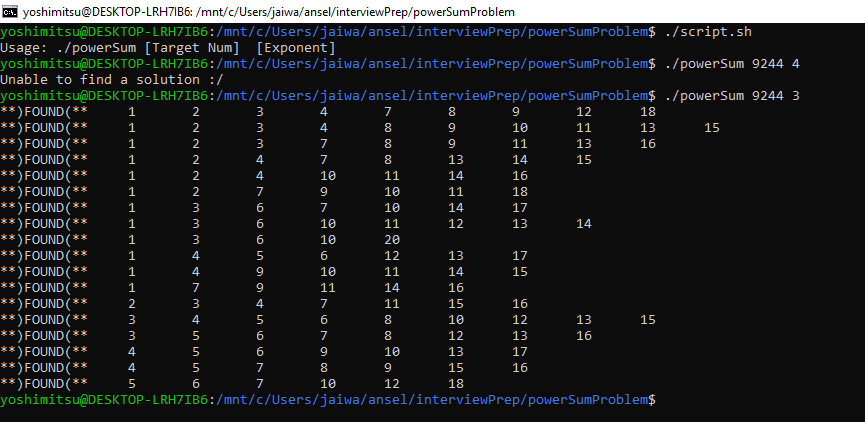 yoshimitsu@DESKTOP-LRH7IB6: /mnt/c/Users/jaiwa/ansel/interviewPrep/powerSumProblem
yoshimitsu@DESKTOP-LRH7IB6:/mnt/c/Users/jaiwa/ansel/interviewPrep/powerSumProblem$ ./script.sh
Usage: ./powerSum [Target Num]  [Exponent]
yoshimitsu@DESKTOP-LRH7IB6:/mnt/c/Users/jaiwa/ansel/interviewPrep/powerSumProblem$ ./powerSum 9244 4
Unable to find a solution :/
yoshimitsu@DESKTOP-LRH7IB6:/mnt/c/Users/jaiwa/ansel/interviewPrep/powerSumProblem$ ./powerSum 9244 3
**)FOUND(** 1 2 3 4 7 8 9 12 18
**)FOUND(** 1 2 3 4 8 9 10 11 13 15
**)FOUND(** 1 2 3 7 8 9 11 13 16
**)FOUND(** 1 2 4 7 8 13 14 15
**)FOUND(** 1 2 4 10 11 14 16
**)FOUND(** 1 2 7 9 10 11 18
**)FOUND(** 1 3 6 7 10 14 17
**)FOUND(** 1 3 6 10 11 12 13 14
**)FOUND(** 1 3 6 10 20
**)FOUND(** 1 4 5 6 12 13 17
**)FOUND(** 1 4 9 10 11 14 15
**)FOUND(** 1 7 9 11 14 16
**)FOUND(** 2 3 4 7 11 15 16
**)FOUND(** 3 4 5 6 8 10 12 13 15
**)FOUND(** 3 5 6 7 8 12 13 16
**)FOUND(** 4 5 6 9 10 13 17
**)FOUND(** 4 5 7 8 9 15 16
**)FOUND(** 5 6 7 10 12 18
yoshimitsu@DESKTOP-LRH7IB6:/mnt/c/Users/jaiwa/ansel/interviewPrep/powerSumProblem$